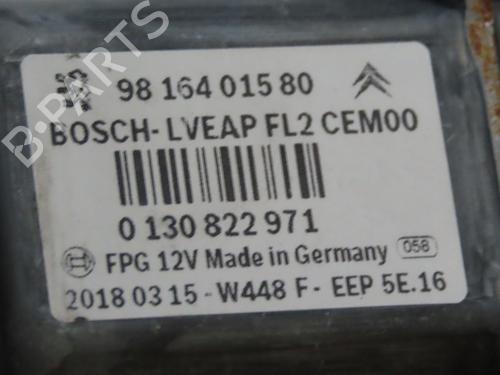 B-PARTS
98 164 015 80
BOSCH- LVEAP FL2 CEM00
0 130 822 971
FPG 12V Made in Germany 058
2018 03 15 - W448 F - EEP 5E.16